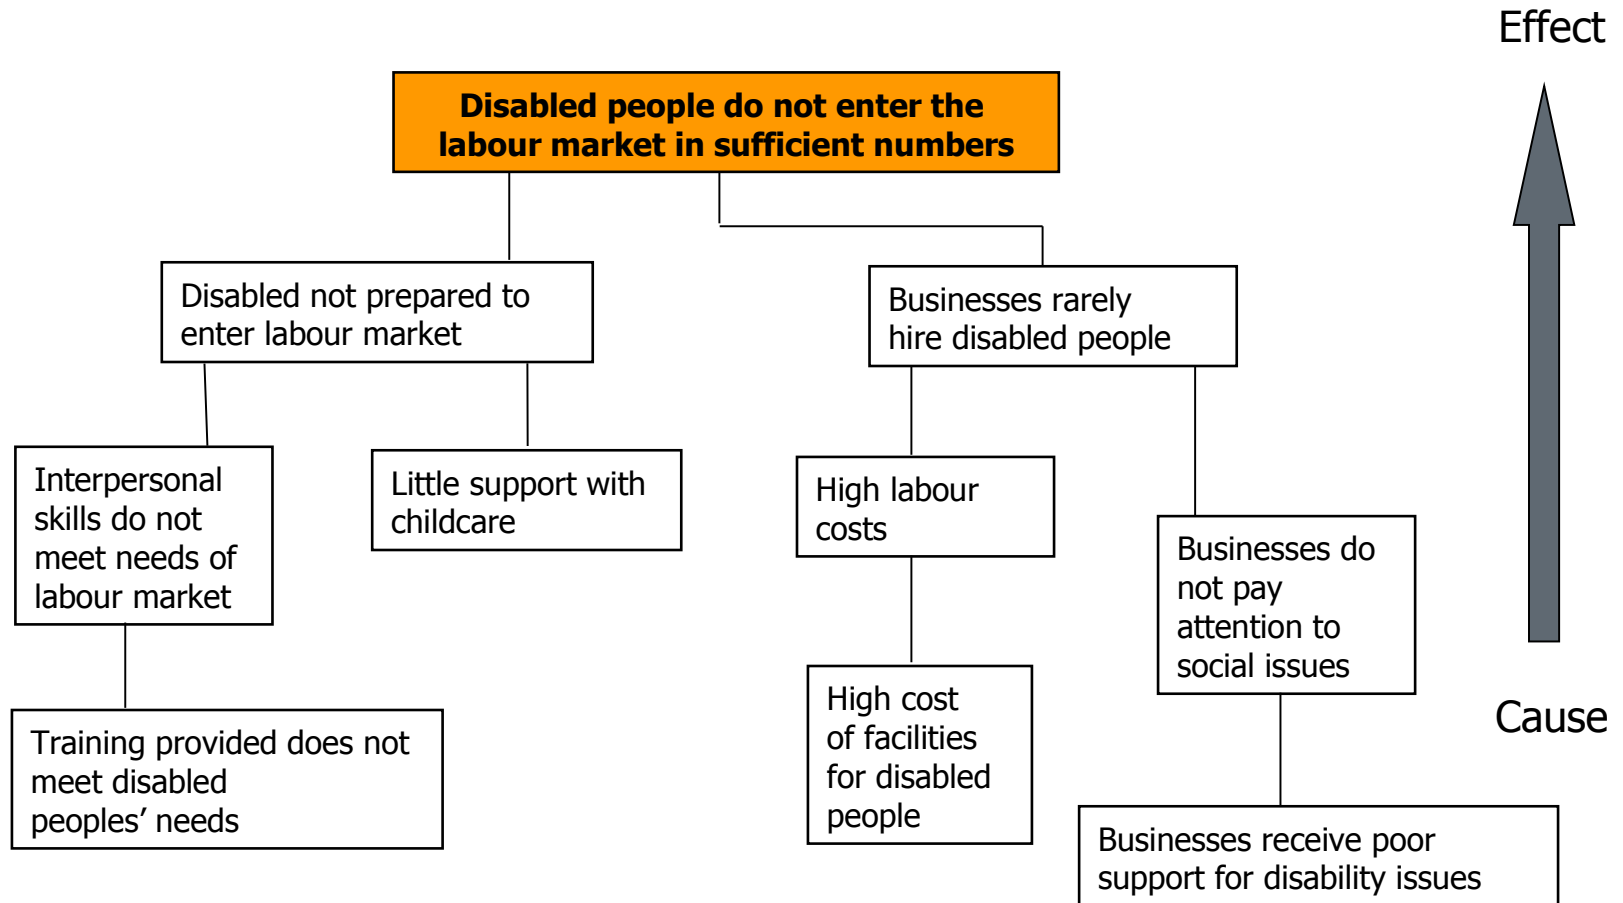 Effect
Disabled people do not enter the
labour market in sufficient numbers
Disabled not prepared to
enter labour market
Businesses rarely
hire disabled people
Interpersonal
skills do not
meet needs of
labour market
Little support with
childcare
High labour
costs
Businesses do
not pay
attention to
social issues
High cost
of facilities
for disabled
people
Cause
Training provided does not
meet disabled
peoples’ needs
Businesses receive poor
support for disability issues